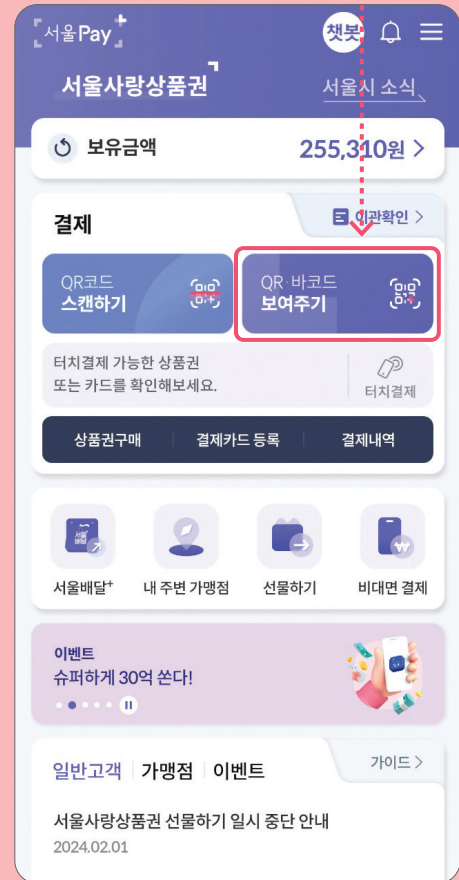 서울Pay+
챗봇
서울사랑상품권
서울시 소식
보유금액
255,310원 >
결제
이관확인 >
QR코드
스캔하기
QR·바코드
보여주기
터치결제 가능한 상품권
또는 카드를 확인해보세요.
터치결제
상품권구매
결제카드 등록
결제내역
서울배달+
내 주변 가맹점
선물하기
비대면 결제
이벤트
슈퍼하게 30억 쏜다!
일반고객
가맹점
이벤트
가이드 >
서울사랑상품권 선물하기 일시 중단 안내
2024.02.01